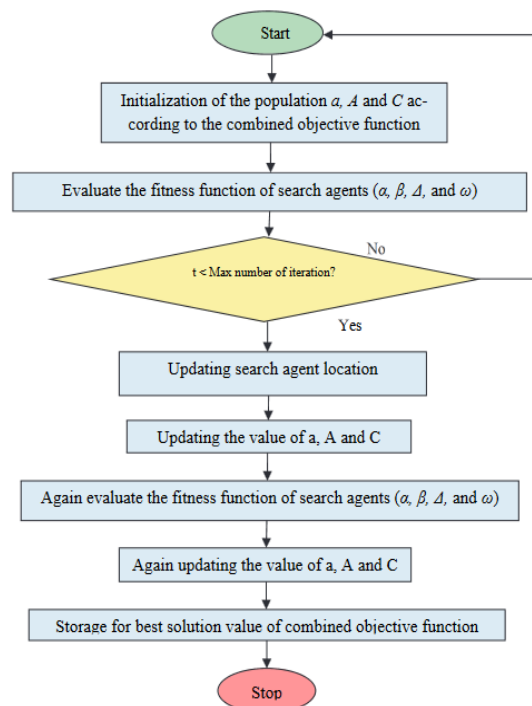 Start
Initialization of the population a, A and C ac-
cording to the combined objective function
Evaluate the fitness function of search agents (α, β, Δ, and ω)
No
t < Max number of iteration?
Yes
Updating search agent location
Updating the value of a, A and C
Again evaluate the fitness function of search agents (α, β, Δ, and ω)
Again updating the value of a, A and C
Storage for best solution value of combined objective function
Stop